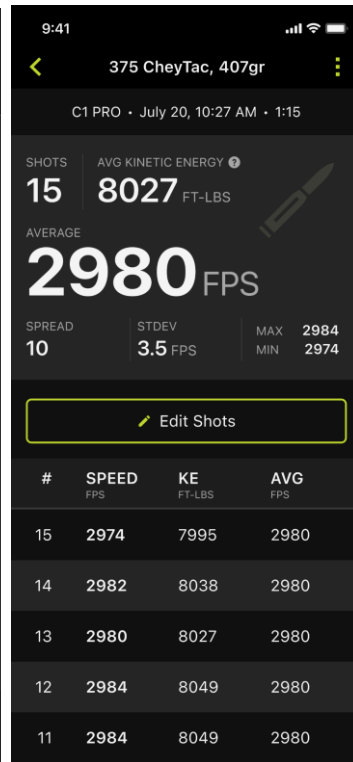 9:41
375 CheyTac, 407gr
C1 PRO • July 20, 10:27 AM • 1:15
SHOTS AVG KINETIC ENERGY ?
15 8027 FT-LBS
AVERAGE
2980 FPS
SPREAD STDEV MAX 2984
10 3.5 FPS MIN 2974
Edit Shots
# SPEED KE AVG
FPS FT-LBS FPS
15 2974 7995 2980
14 2982 8038 2980
13 2980 8027 2980
12 2984 8049 2980
11 2984 8049 2980